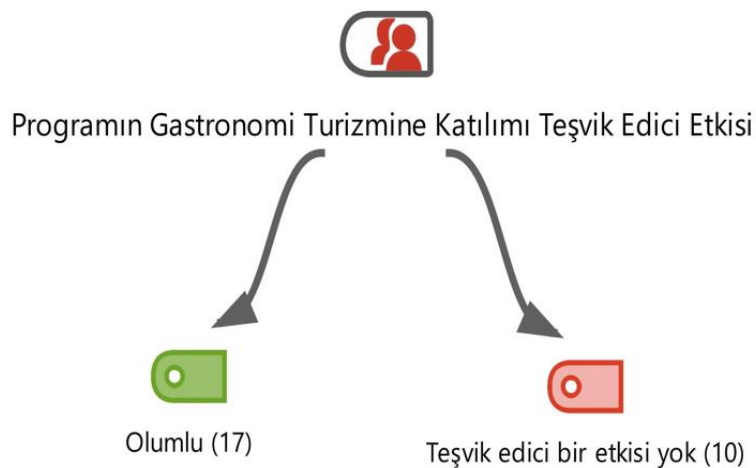 Programın Gastronomi Turizmine Katılımı Teşvik Edici Etkisi
Olumlu (17)
Teşvik edici bir etkisi yok (10)